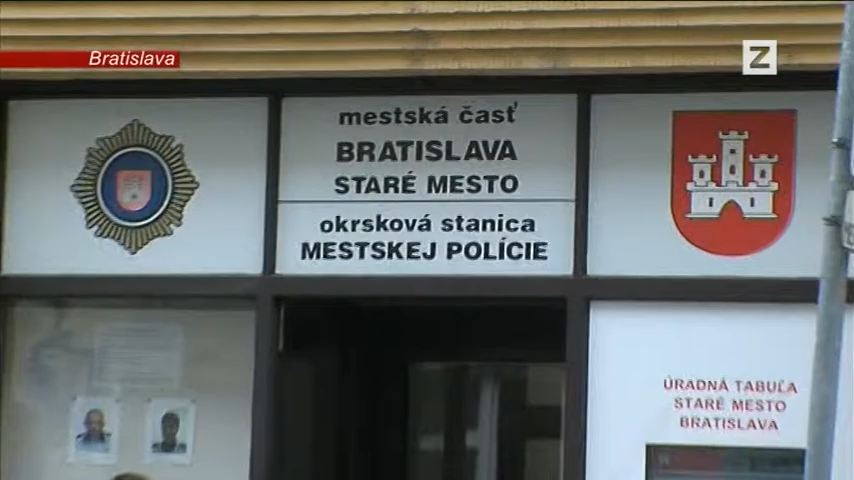 Bratislava
Z
mestská časť
BRATISLAVA
STARÉ MESTO
okrsková stanica
MESTSKEJ POLÍCIE
ÚRADNÁ TABUĽA
STARÉ MESTO
BRATISLAVA